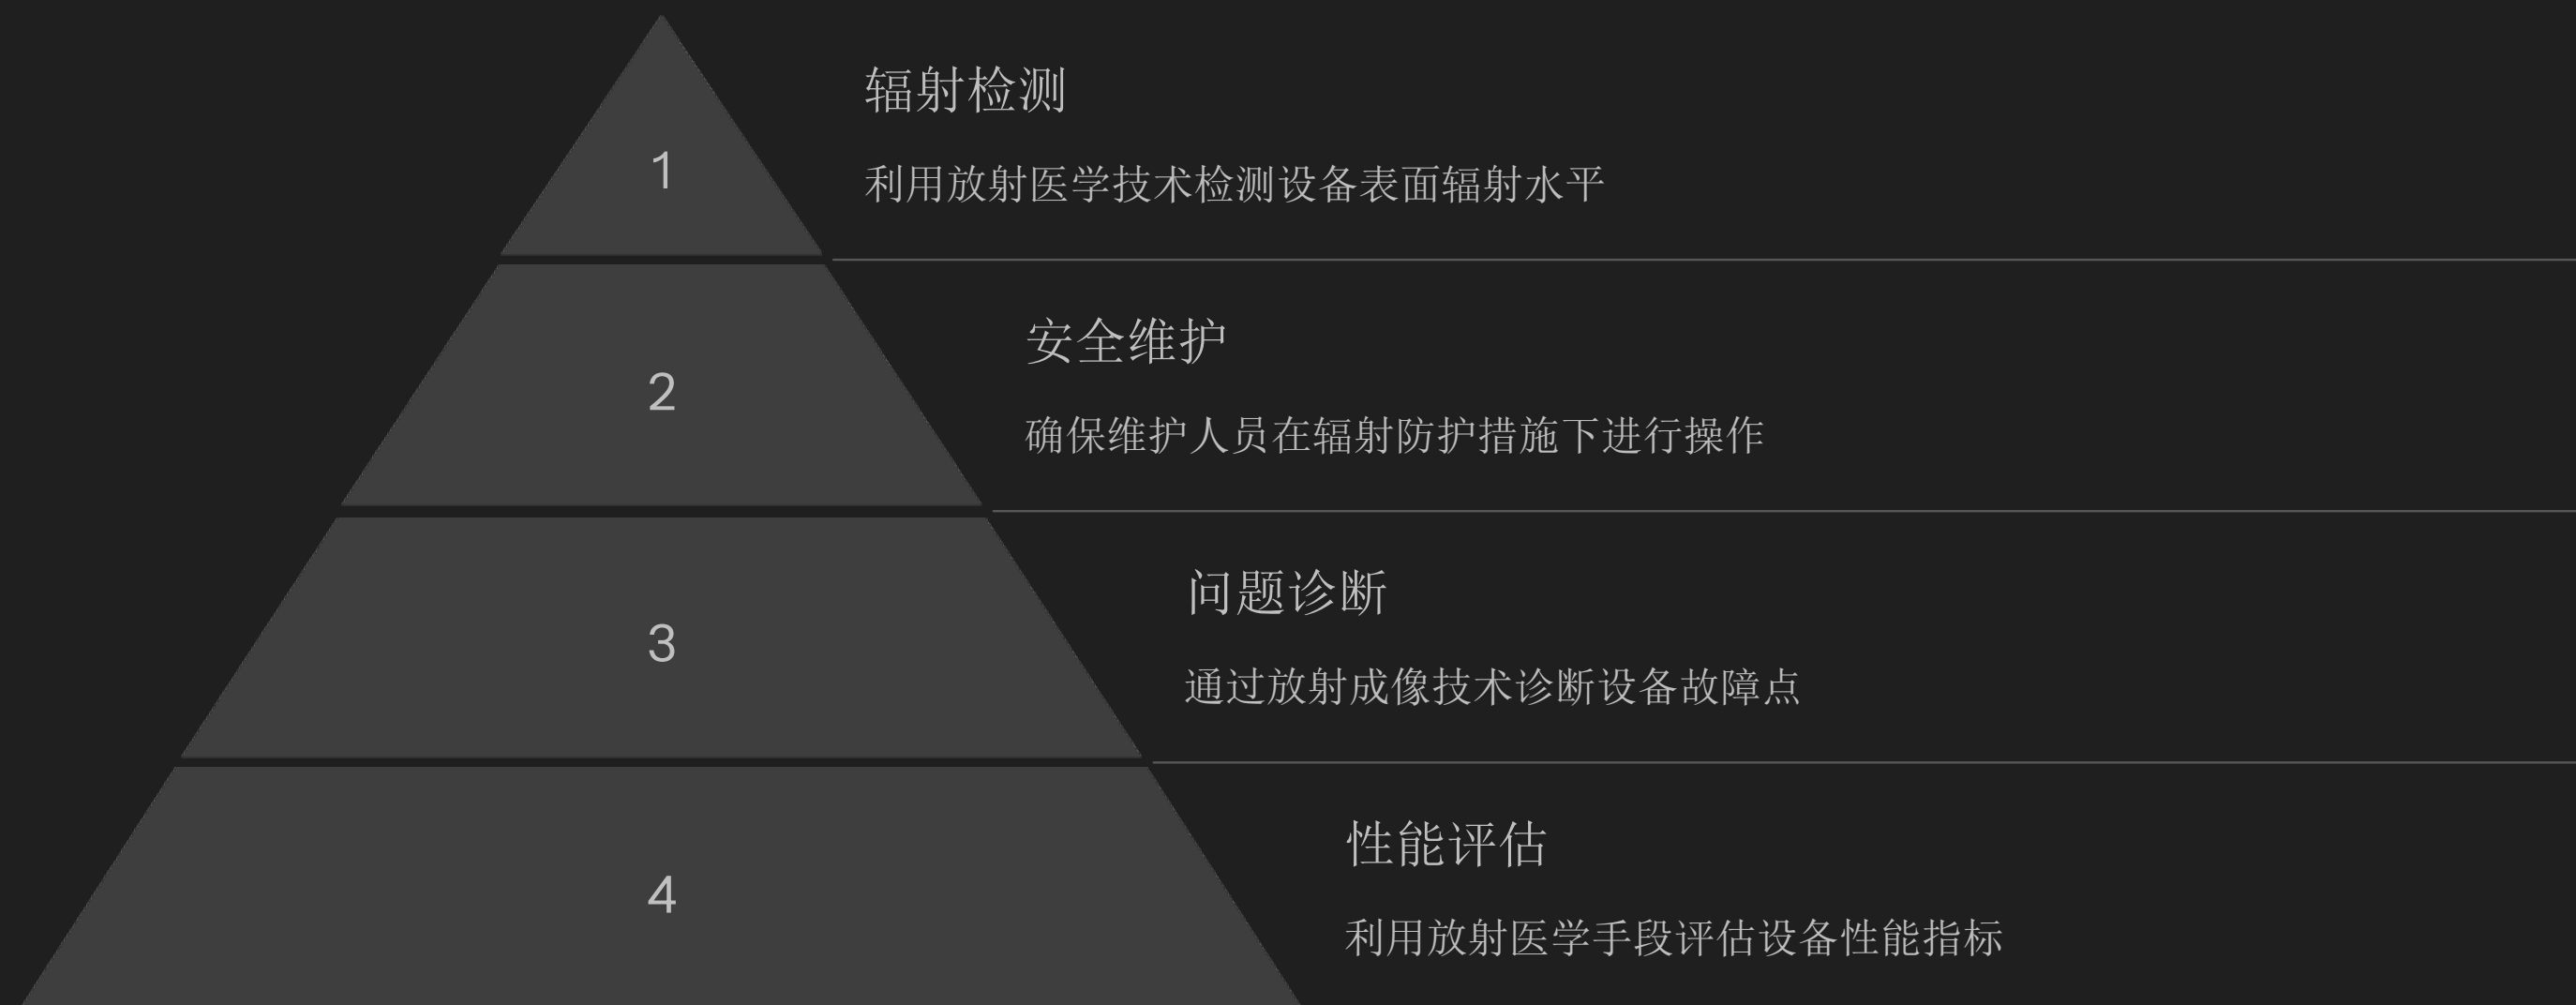 辐射检测
1
利用放射医学技术检测设备表面辐射水平
安全维护
2
确保维护人员在辐射防护措施下进行操作
问题诊断
3
通过放射成像技术诊断设备故障点
性能评估
4
利用放射医学手段评估设备性能指标